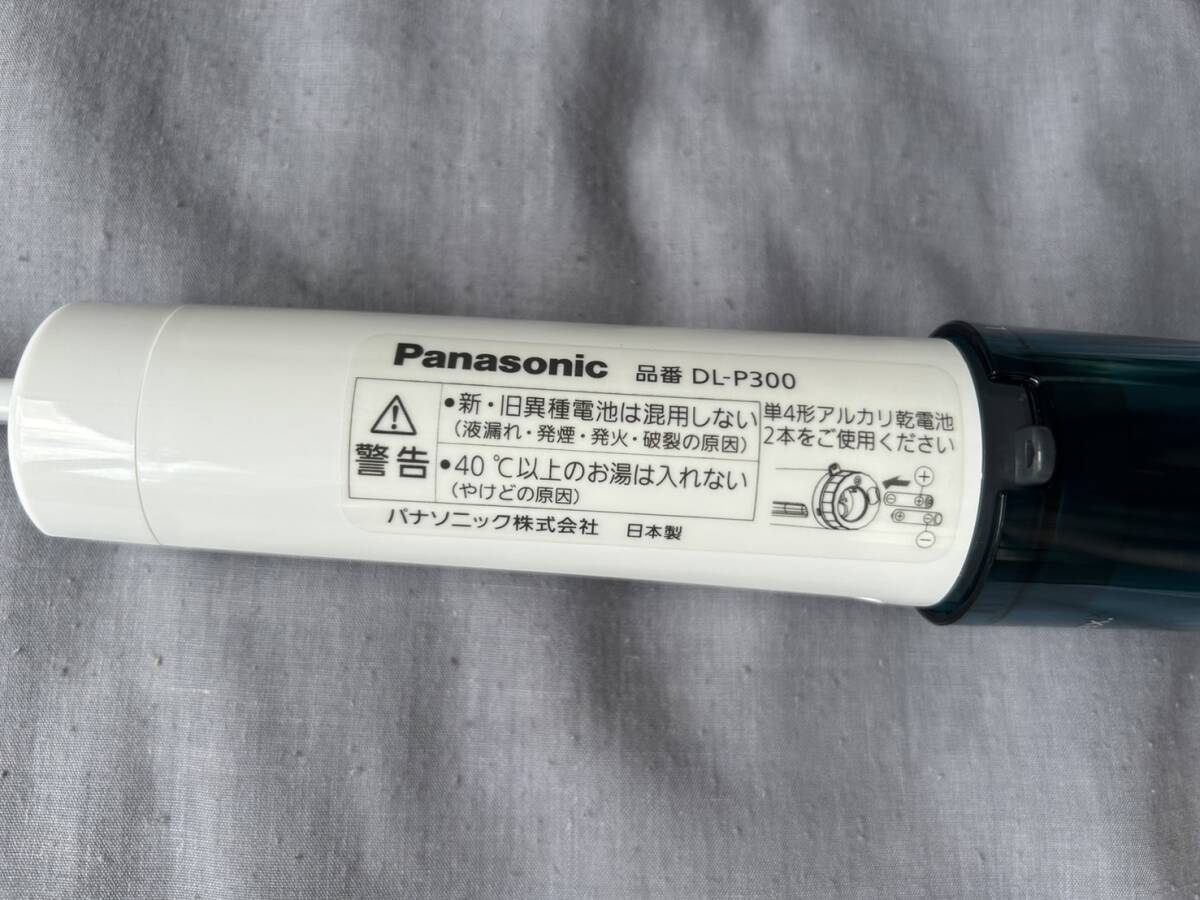 Panasonic 品番 DL-P300
警告
•新・旧異種電池は混用しない
(液漏れ・発煙・発火・破裂の原因)
•40 ℃以上のお湯は入れない
(やけどの原因)
単4形アルカリ乾電池
2本をご使用ください
パナソニック株式会社 日本製